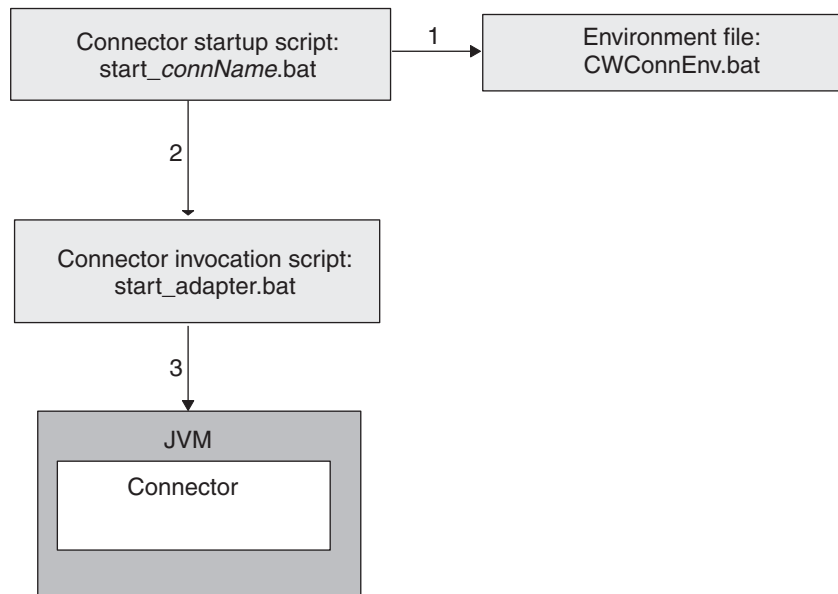 Connector startup script:
start_connName.bat
1
Environment file:
CWConnEnv.bat
2
Connector invocation script:
start_adapter.bat
3
JVM
Connector